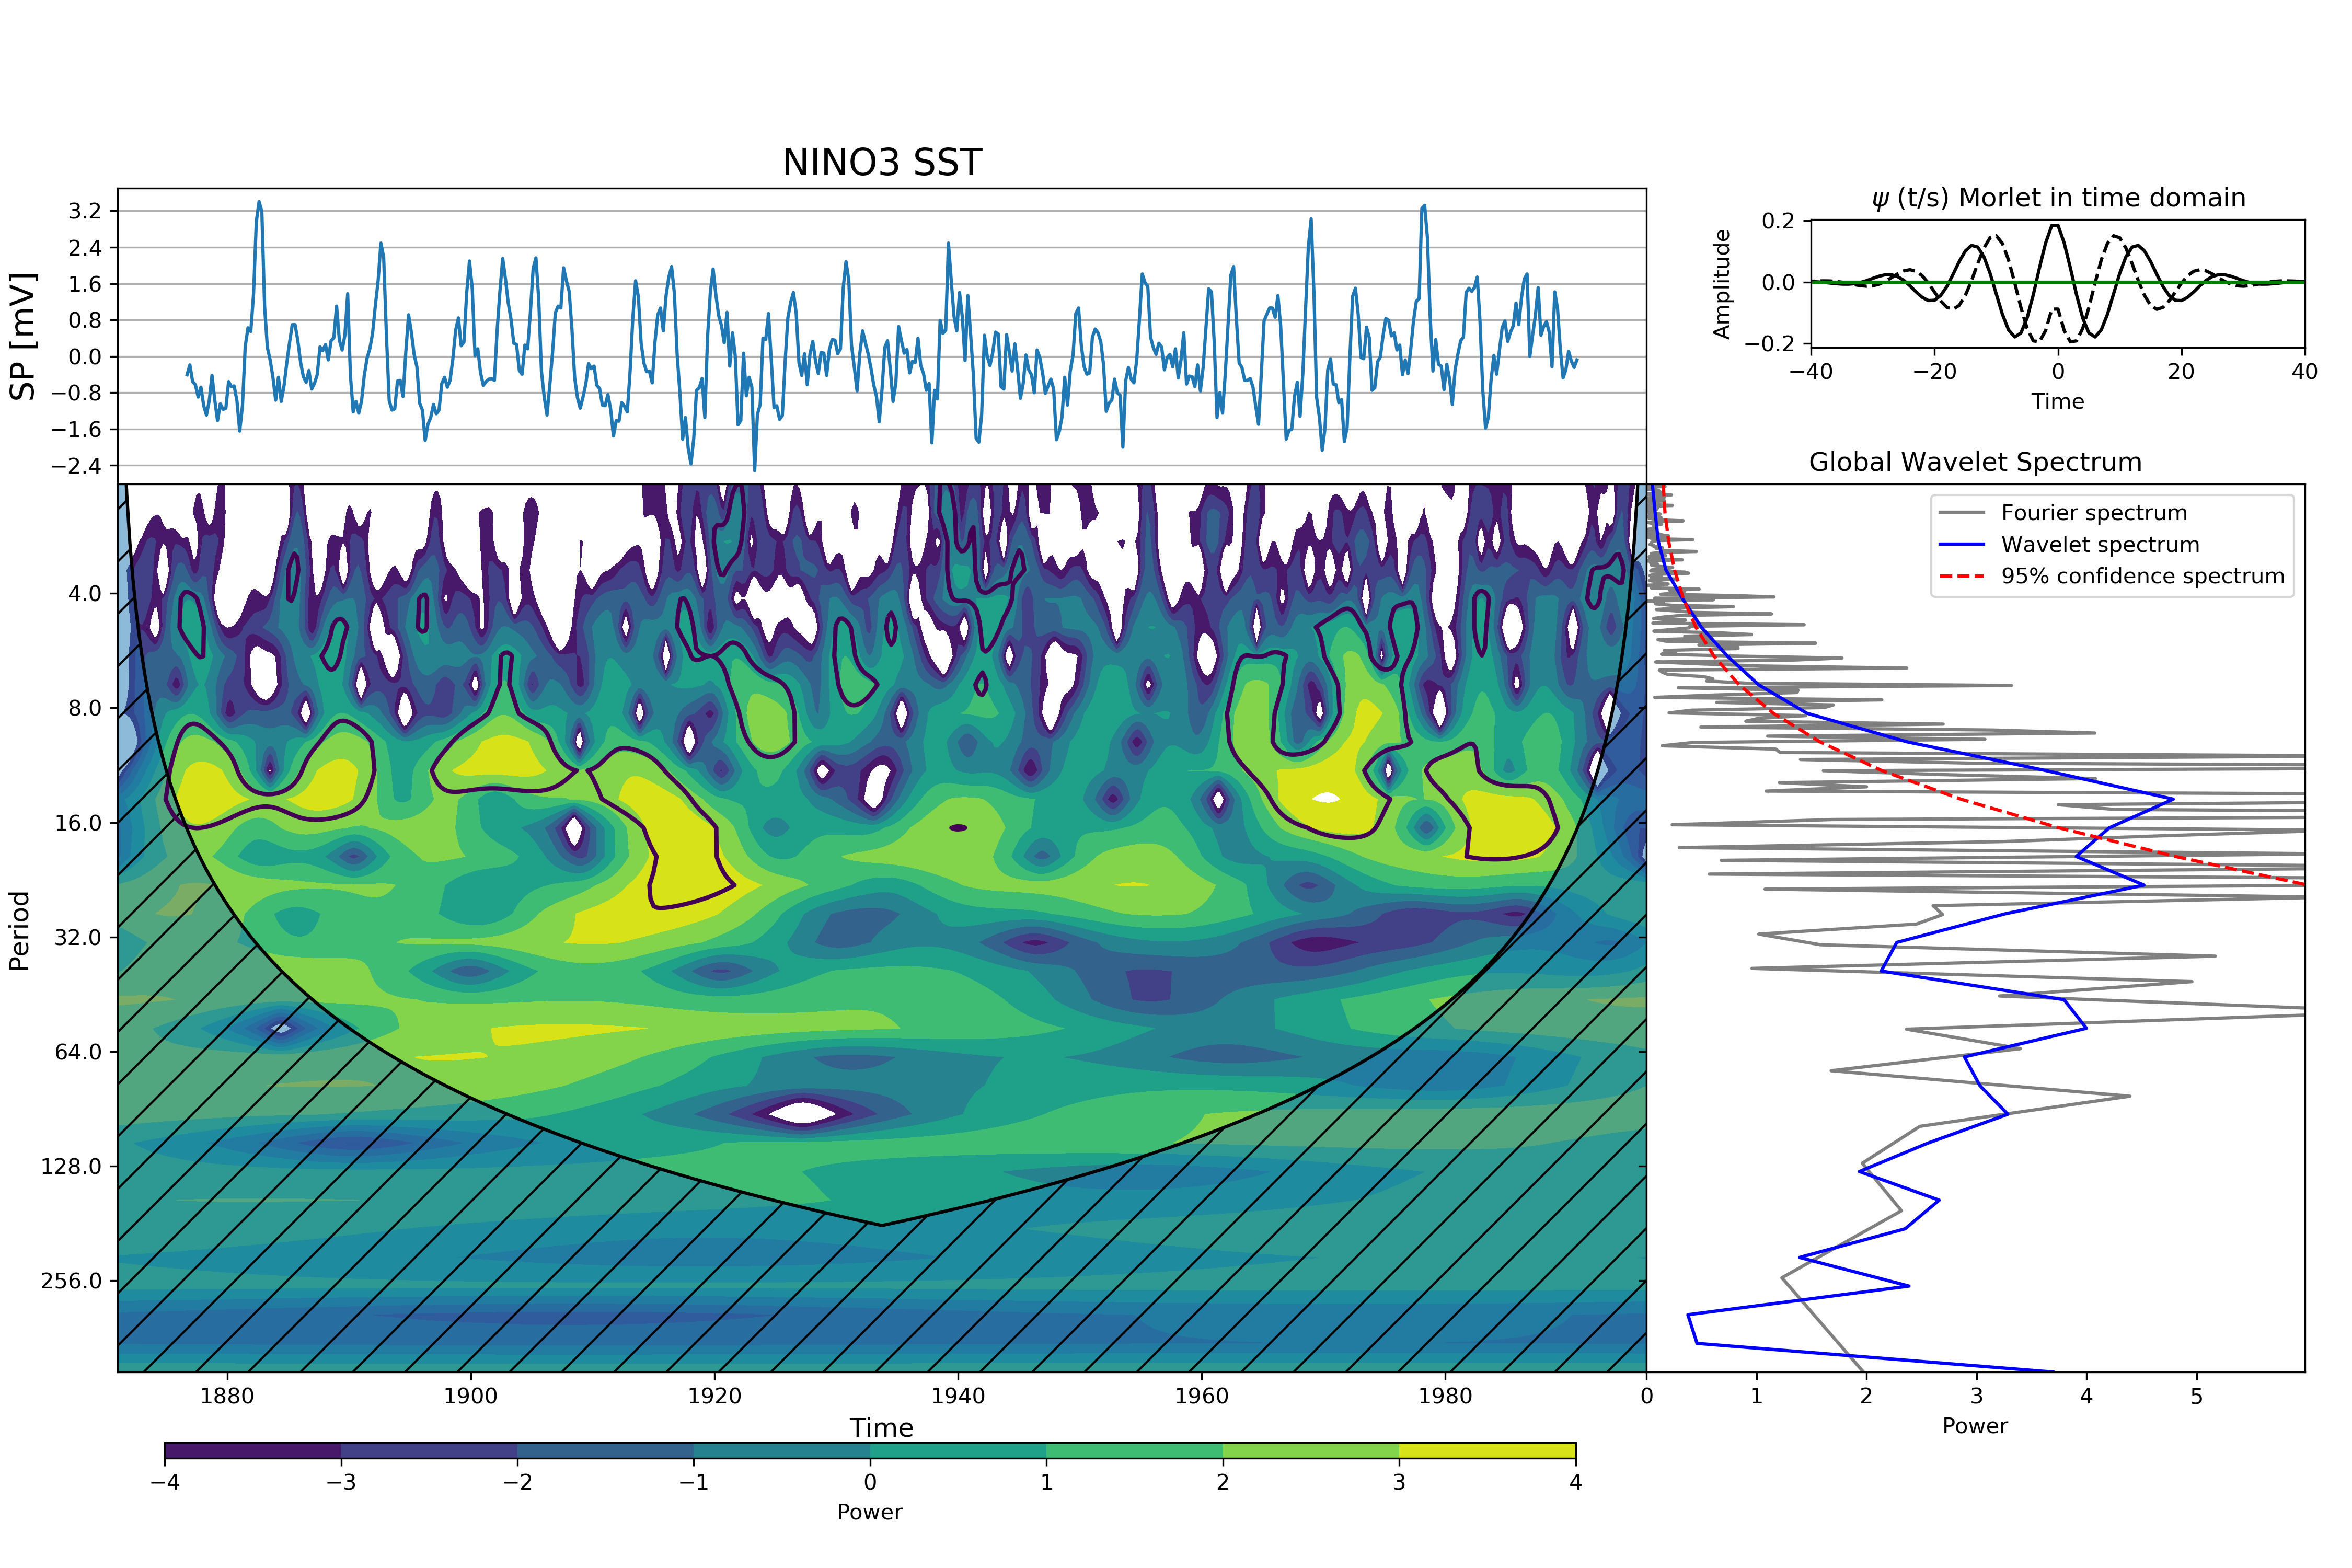 NINO3 SST
SP [mV]
3.2
2.4
1.6
0.8
0.0
−0.8
−1.6
−2.4
ψ (t/s) Morlet in time domain
Amplitude
0.2
0.0
−0.2
−40 −20 0 20 40
Time
Global Wavelet Spectrum
Fourier spectrum
Wavelet spectrum
95% confidence spectrum
Period
4.0
8.0
16.0
32.0
64.0
128.0
256.0
1880 1900 1920 1940 1960 1980
Time
0 1 2 3 4 5
Power
−4 −3 −2 −1 0 1 2 3 4
Power